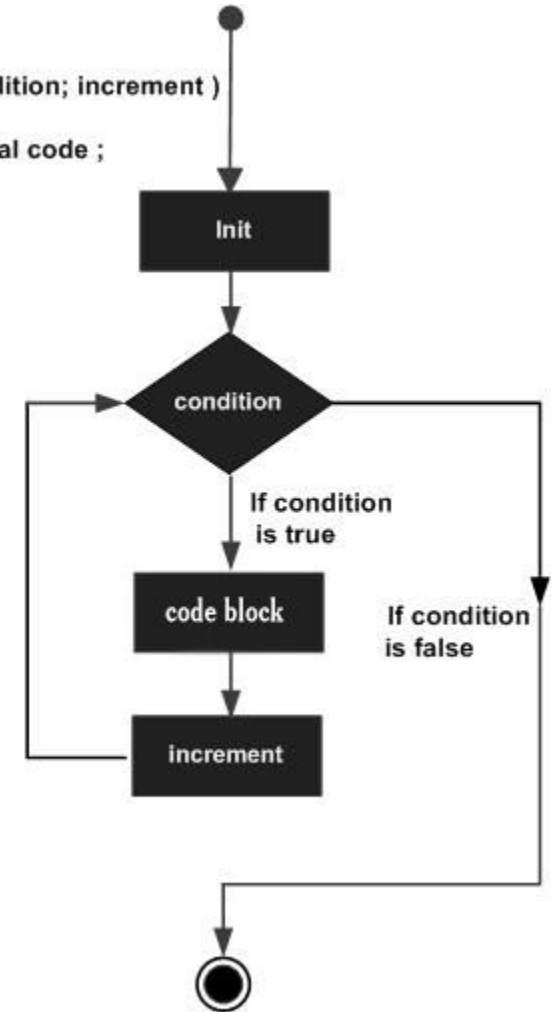 dition; increment )
al code ;
Init
condition
If condition
is true
code block
If condition
is false
increment